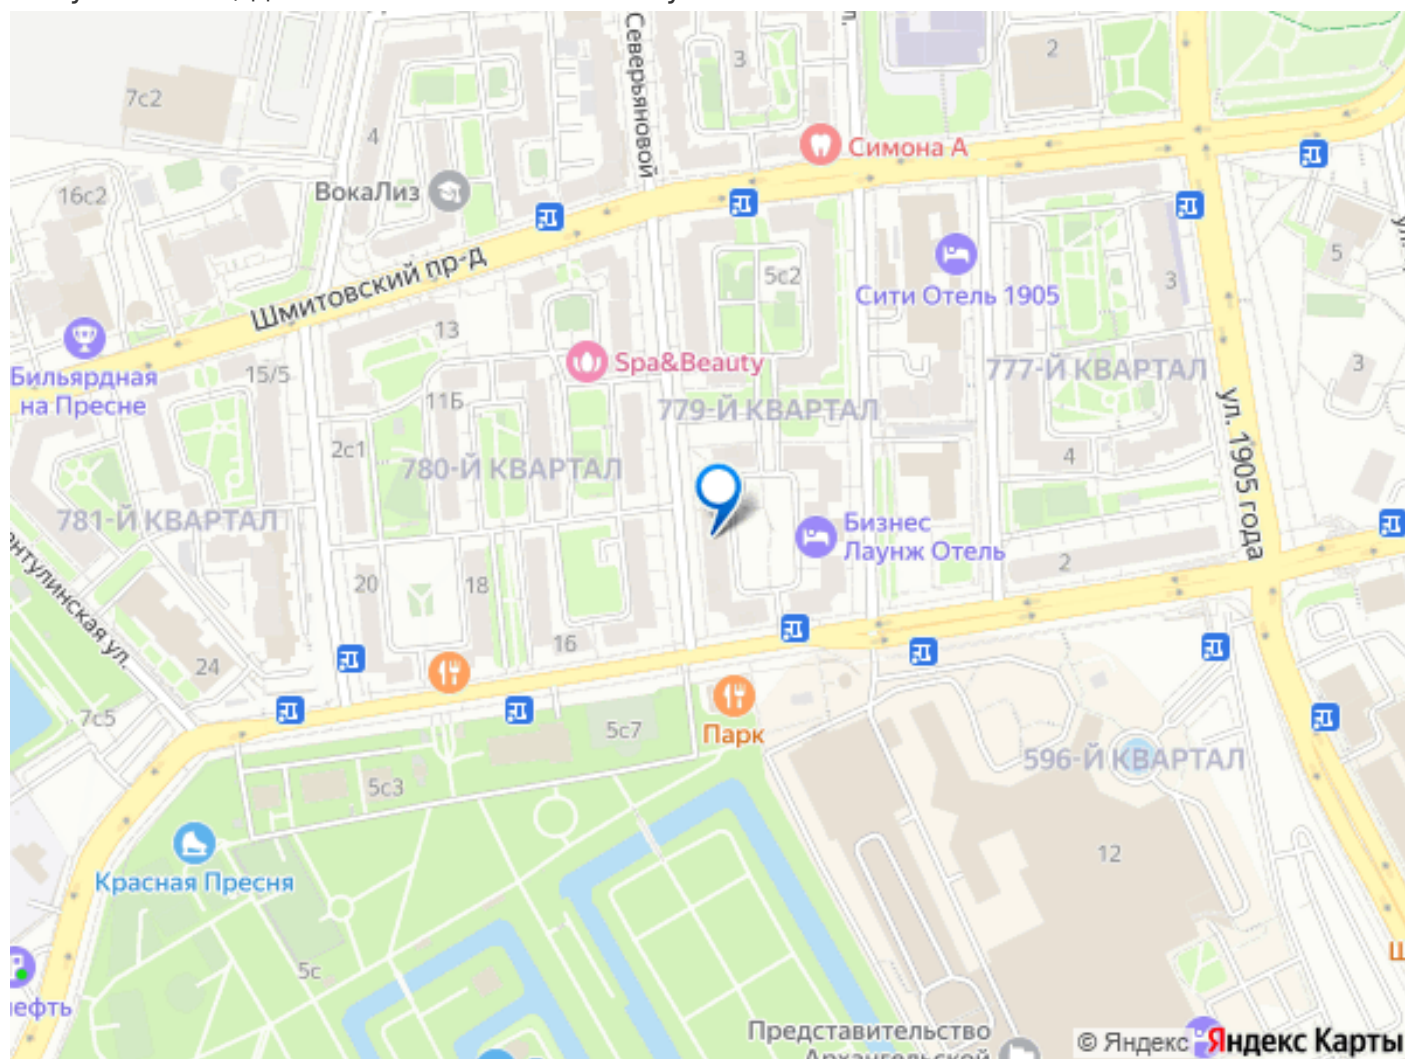 Северьяновой
ул.
3
2
7с2
4
Симона А
ВокаЛиз
16с2
Шмитовский пр-д
5с2
5
3
Сити Отель 1905
13
Spa&Beauty
777-Й КВАРТАЛ
3
Бильярдная
на Пресне
15/5
11Б
779-Й КВАРТАЛ
ул. 1905 года
2с1
780-Й КВАРТАЛ
4
781-Й КВАРТАЛ
Бизнес
Лаунж Отель
2
20
18
16
24
7с5
5с7
Парк
596-Й КВАРТАЛ
5с3
12
Красная Пресня
5с
Представительство
© Яндекс
Яндекс Карты